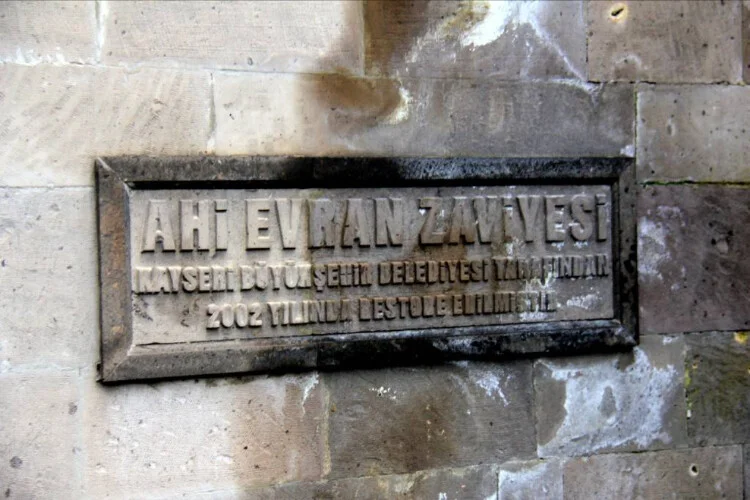 AHİ EVRAN ZAVİYESİ
KAYSERİ BÜYÜKŞEHİR BELEDİYESİ TARAFINDAN
2002 YILINDA RESTORE EDİLMİŞTİR